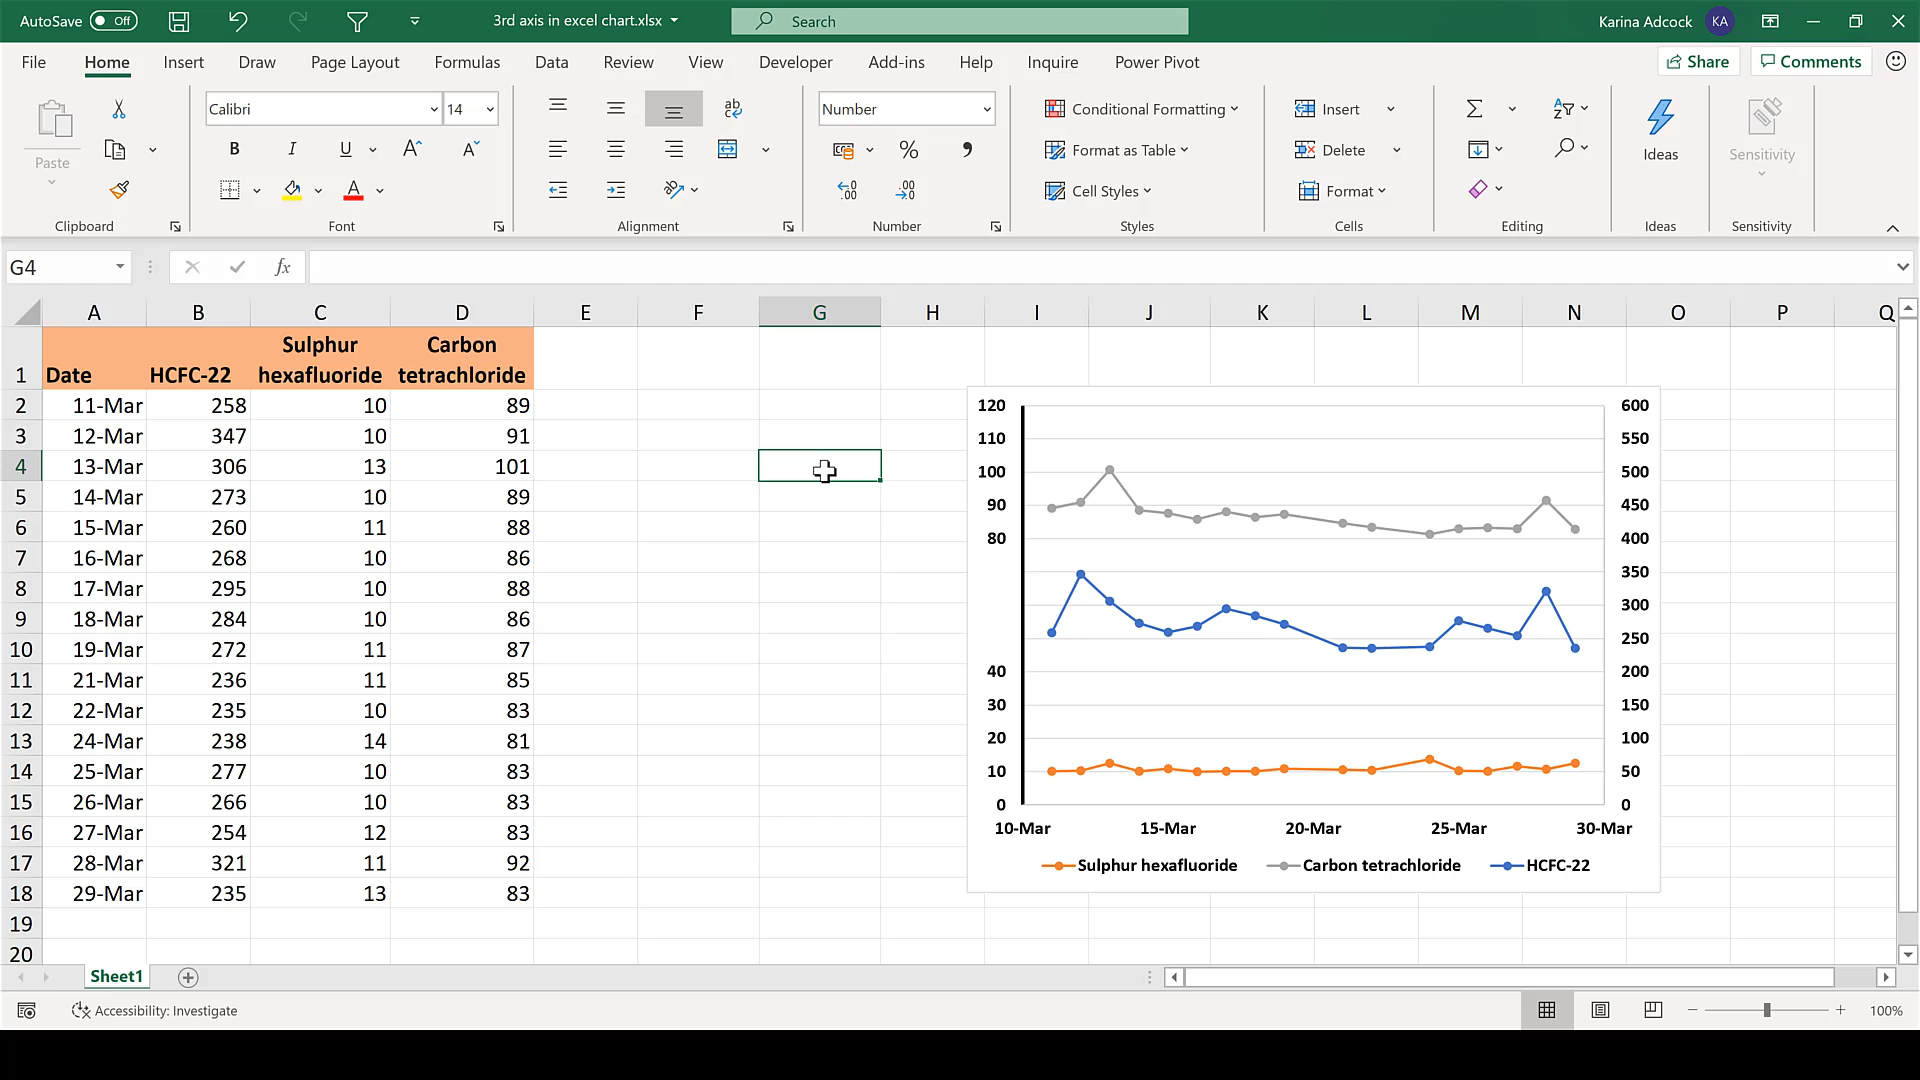 AutoSave Off 3rd axis in excel chart.xlsx Search Karina Adcock KA
File Home Insert Draw Page Layout Formulas Data Review View Developer Add-ins Help Inquire Power Pivot Share Comments
Calibri 14 Number Conditional Formatting Insert
Paste B I U % Format as Table Delete Ideas Sensitivity
Cell Styles Format
Clipboard Font Alignment Number Styles Cells Editing Ideas Sensitivity
G4 fx
A B C D E F G H I J K L M N O P Q
Sulphur Carbon
1 Date HCFC-22 hexafluoride tetrachloride
2 11-Mar 258 10 89
3 12-Mar 347 10 91
4 13-Mar 306 13 101
5 14-Mar 273 10 89
6 15-Mar 260 11 88
7 16-Mar 268 10 86
8 17-Mar 295 10 88
9 18-Mar 284 10 86
10 19-Mar 272 11 87
11 21-Mar 236 11 85
12 22-Mar 235 10 83
13 24-Mar 238 14 81
14 25-Mar 277 10 83
15 26-Mar 266 10 83
16 27-Mar 254 12 83
17 28-Mar 321 11 92
18 29-Mar 235 13 83
19
20
120 600
110 550
100 500
90 450
80 400
350
300
250
40 200
30 150
20 100
10 50
0 0
10-Mar 15-Mar 20-Mar 25-Mar 30-Mar
Sulphur hexafluoride Carbon tetrachloride HCFC-22
Sheet1
Accessibility: Investigate 100%